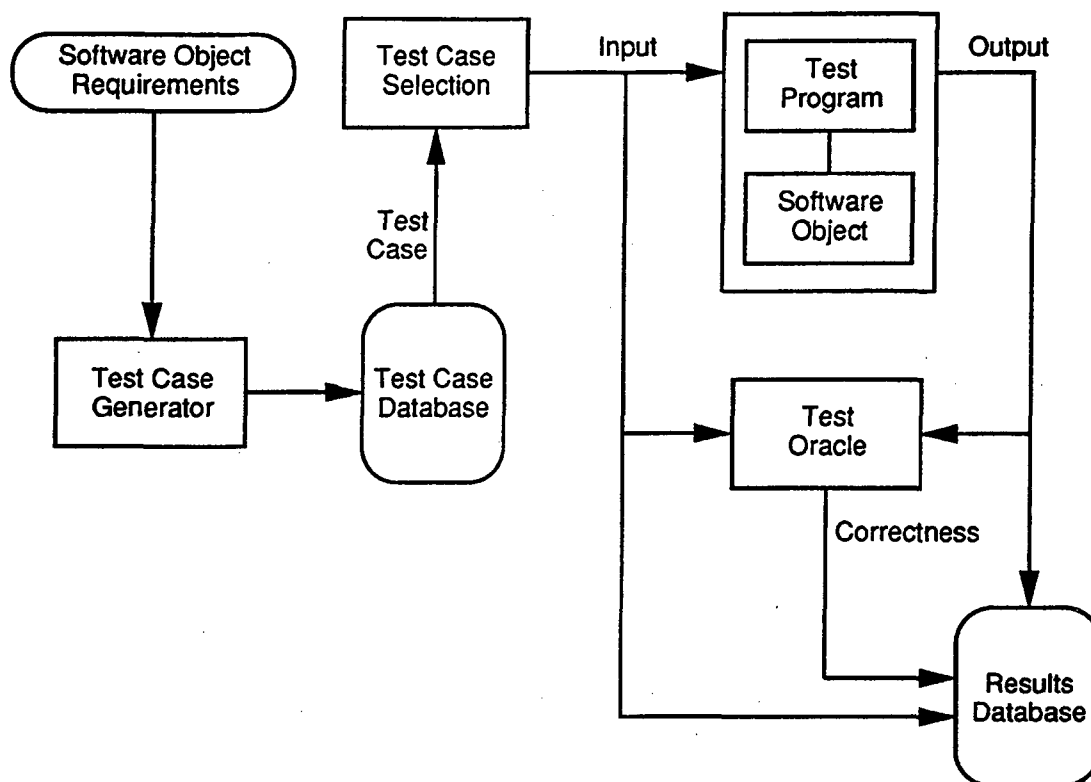 Software Object
Requirements
Test Case
Selection
Input
Test
Program
Output
Software
Object
Test
Case
Test Case
Generator
Test Case
Database
Test
Oracle
Correctness
Results
Database